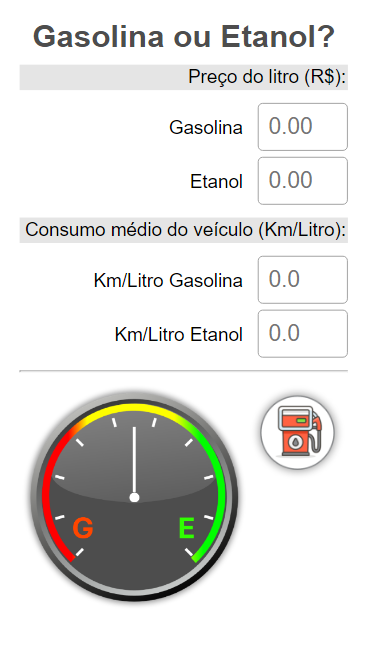 Gasolina ou Etanol?
Preço do litro (R$):
Gasolina 0.00
Etanol 0.00
Consumo médio do veículo (Km/Litro):
Km/Litro Gasolina 0.0
Km/Litro Etanol 0.0
G E